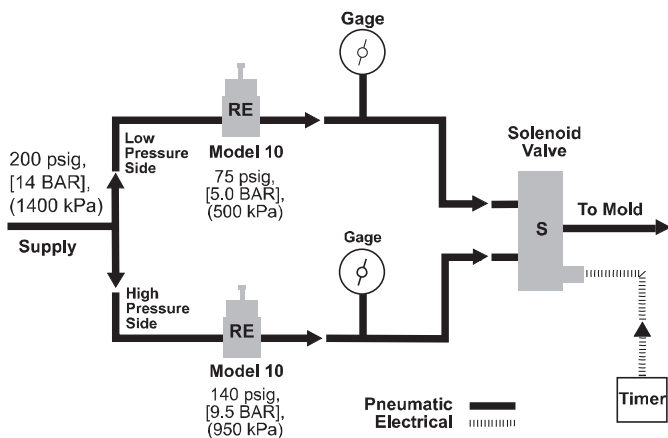 Gage
RE
Low
Pressure
Side
Model 10
75 psig,
[5.0 BAR],
(500 kPa)
200 psig,
[14 BAR],
(1400 kPa)
Supply
Solenoid
Valve
S
To Mold
Gage
High
Pressure
Side
RE
Model 10
140 psig,
[9.5 BAR],
(950 kPa)
Pneumatic
Electrical
Timer